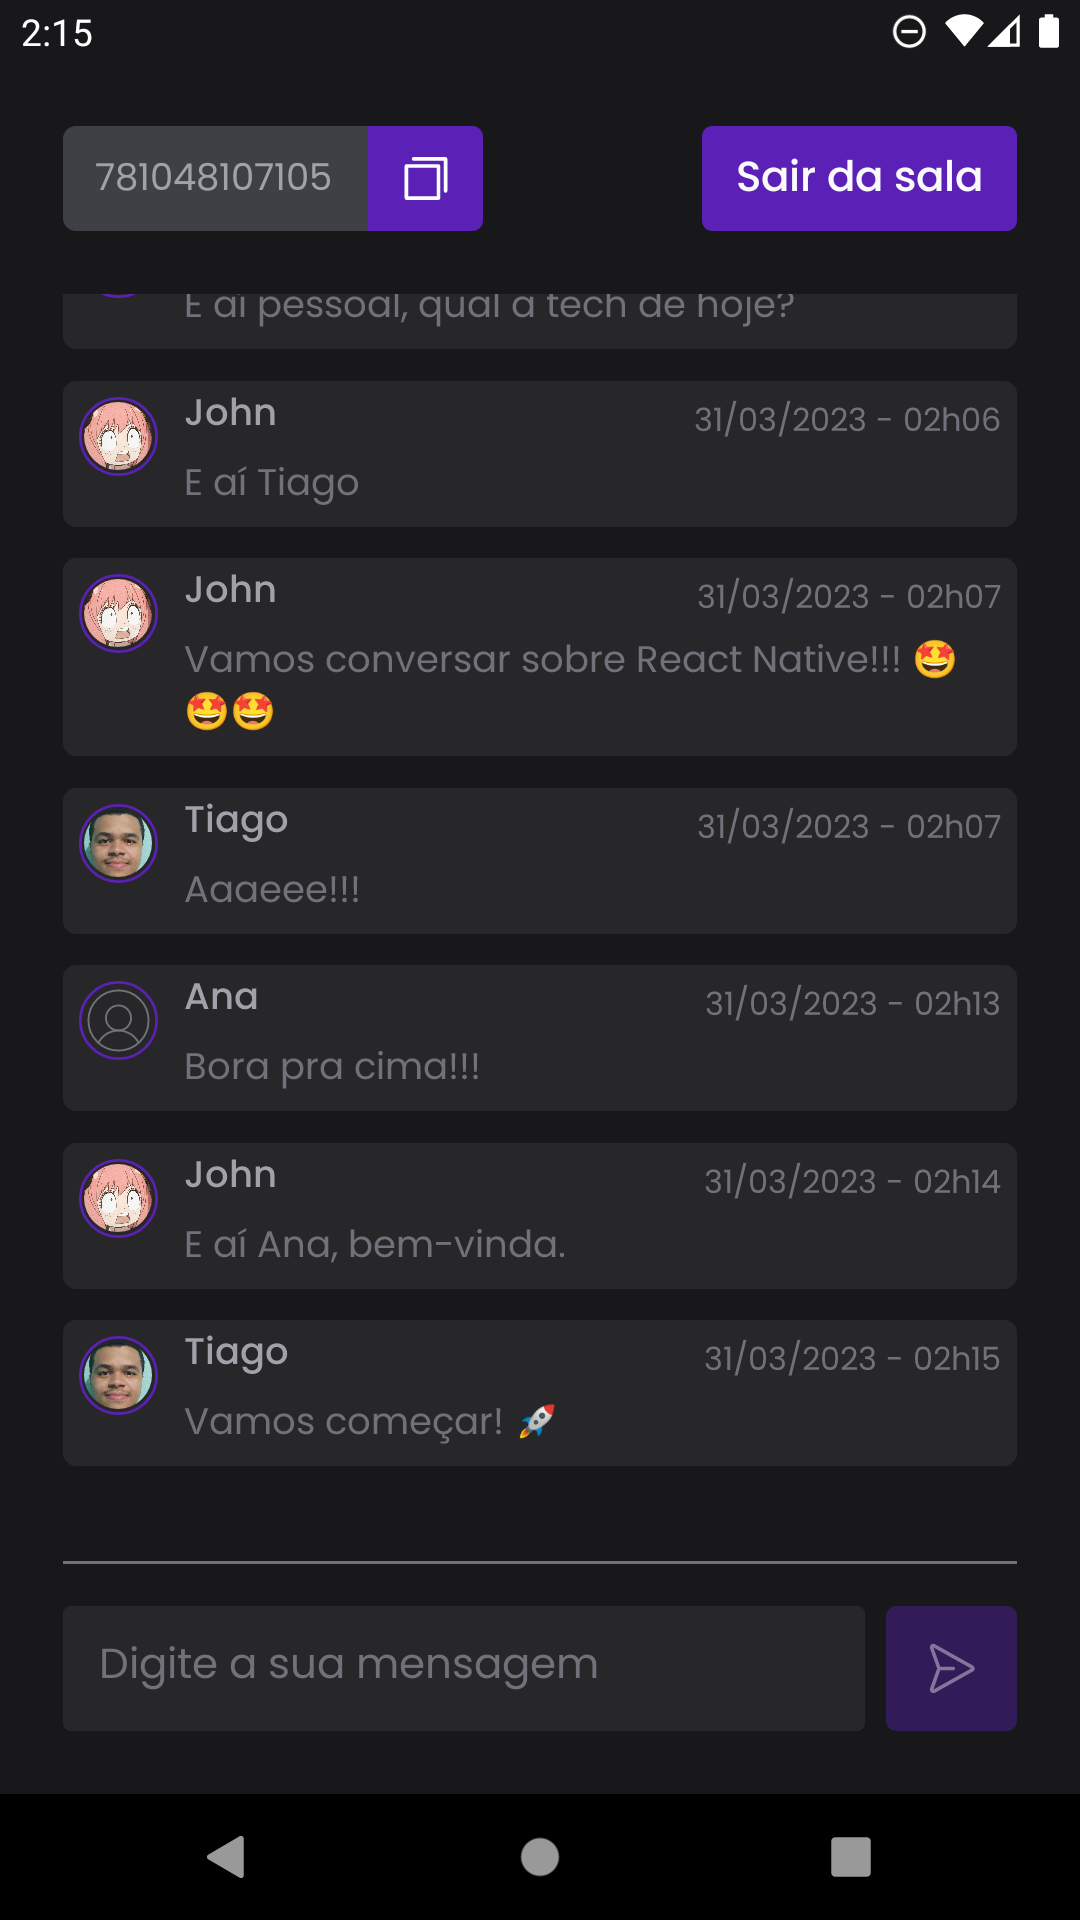 2:15
781048107105
Sair da sala
E aí pessoal, qual a tech de hoje?
John
31/03/2023 - 02h06
E aí Tiago
John
31/03/2023 - 02h07
Vamos conversar sobre React Native!!! 🤩
🤩🤩
Tiago
31/03/2023 - 02h07
Aaaeee!!!
Ana
31/03/2023 - 02h13
Bora pra cima!!!
John
31/03/2023 - 02h14
E aí Ana, bem-vinda.
Tiago
31/03/2023 - 02h15
Vamos começar! 🚀
Digite a sua mensagem